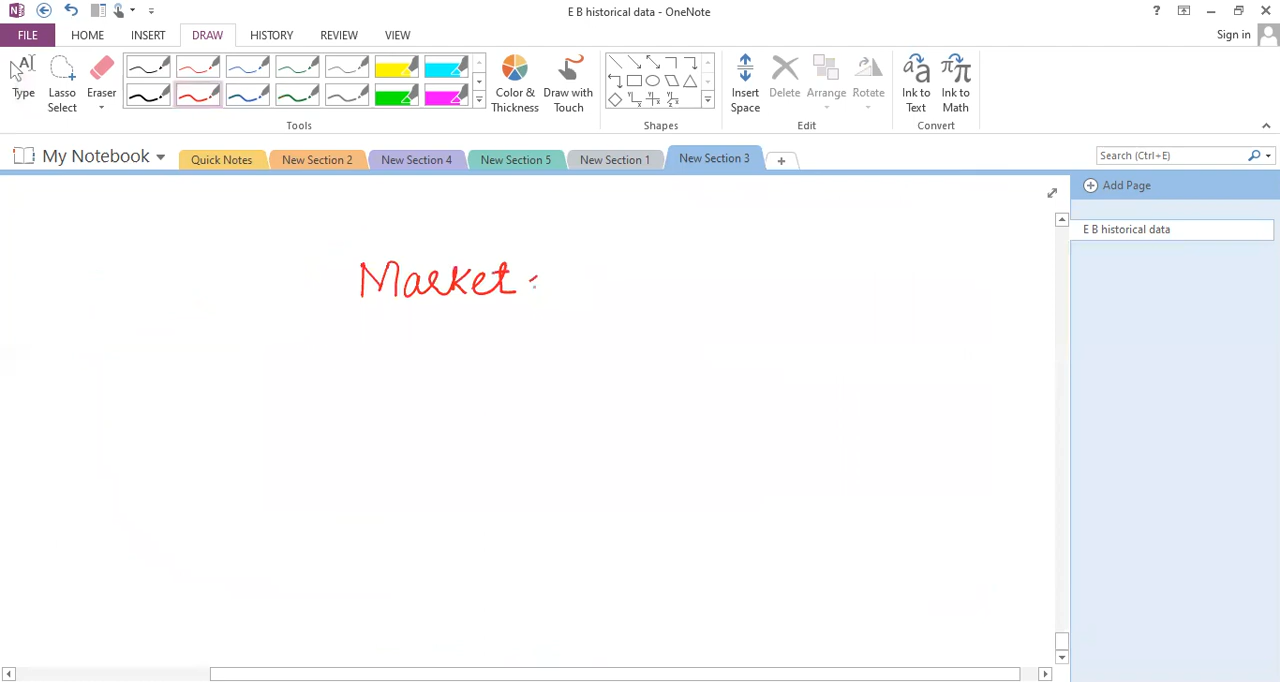 E B historical data - OneNote
?
FILE HOME INSERT DRAW HISTORY REVIEW VIEW
Sign in
Type
Lasso
Select
Eraser
Color &
Thickness
Draw with
Touch
Insert
Space
Delete
Arrange
Rotate
Ink to
Text
Ink to
Math
Tools
Shapes
Edit
Convert
My Notebook
Quick Notes New Section 2 New Section 4 New Section 5 New Section 1 New Section 3 +
Search (Ctrl+E)
Add Page
E B historical data
Market